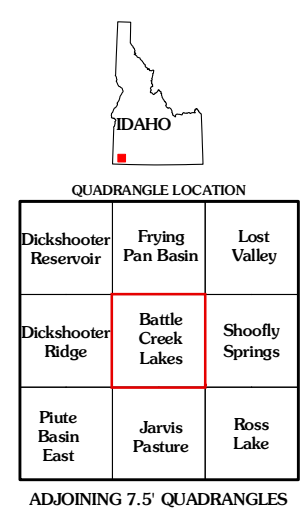 IDAHO
QUADRANGLE LOCATION
Dickshooter
Reservoir
Frying
Pan Basin
Lost
Valley
Dickshooter
Ridge
Battle
Creek
Lakes
Shoofly
Springs
Piute
Basin
East
Jarvis
Pasture
Ross
Lake
ADJOINING 7.5' QUADRANGLES